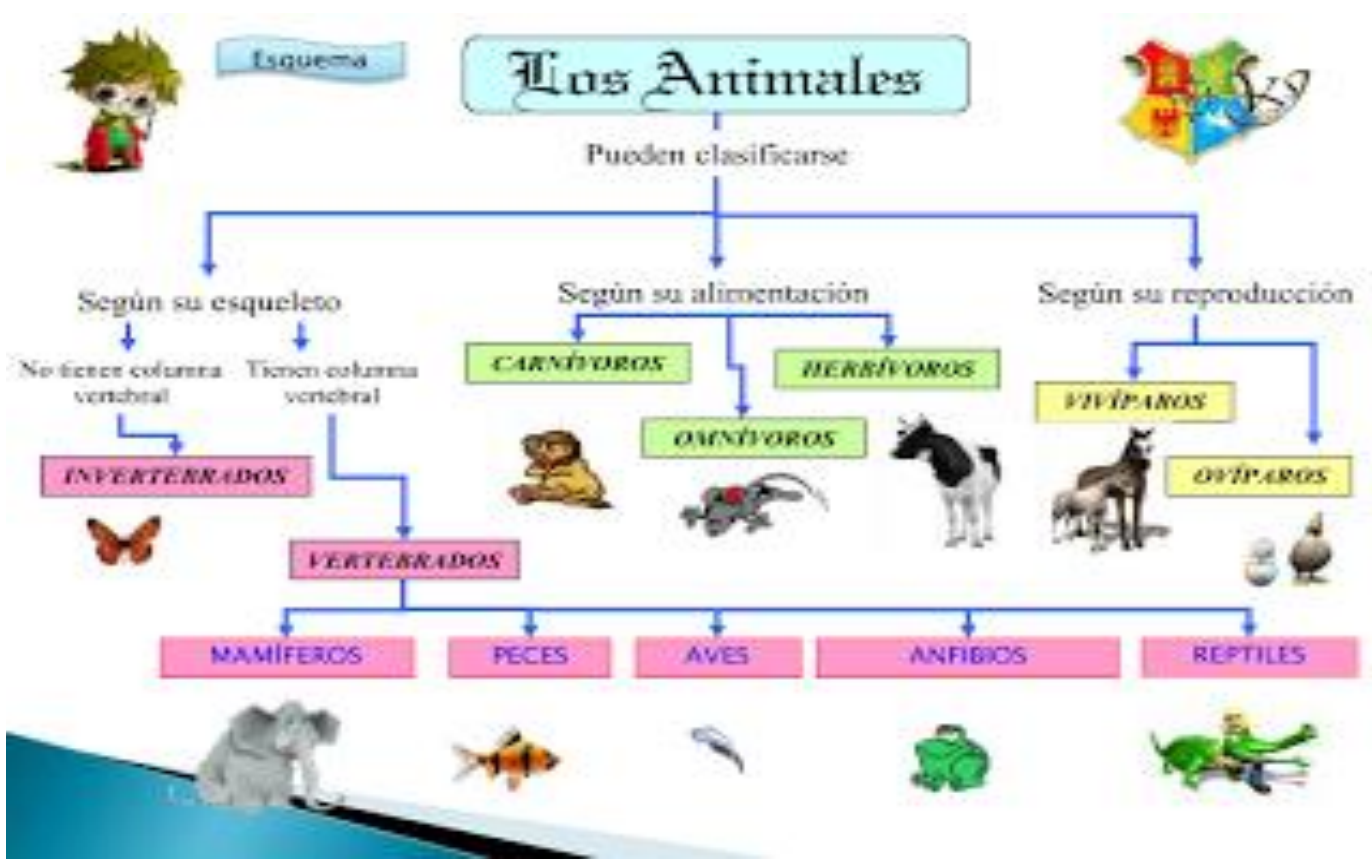 Esquema
Los Animales
Pueden clasificarse
Según su esqueleto
Según su alimentación
Según su reproducción
No tienen columna
vertebral
Tienen columna
vertebral
CARNÍVOROS
HERBÍVOROS
OMNÍVOROS
VIVÍPAROS
OVÍPAROS
INVERTEBRADOS
VERTEBRADOS
MAMÍFEROS
PECES
AVES
ANFIBIOS
REPTILES